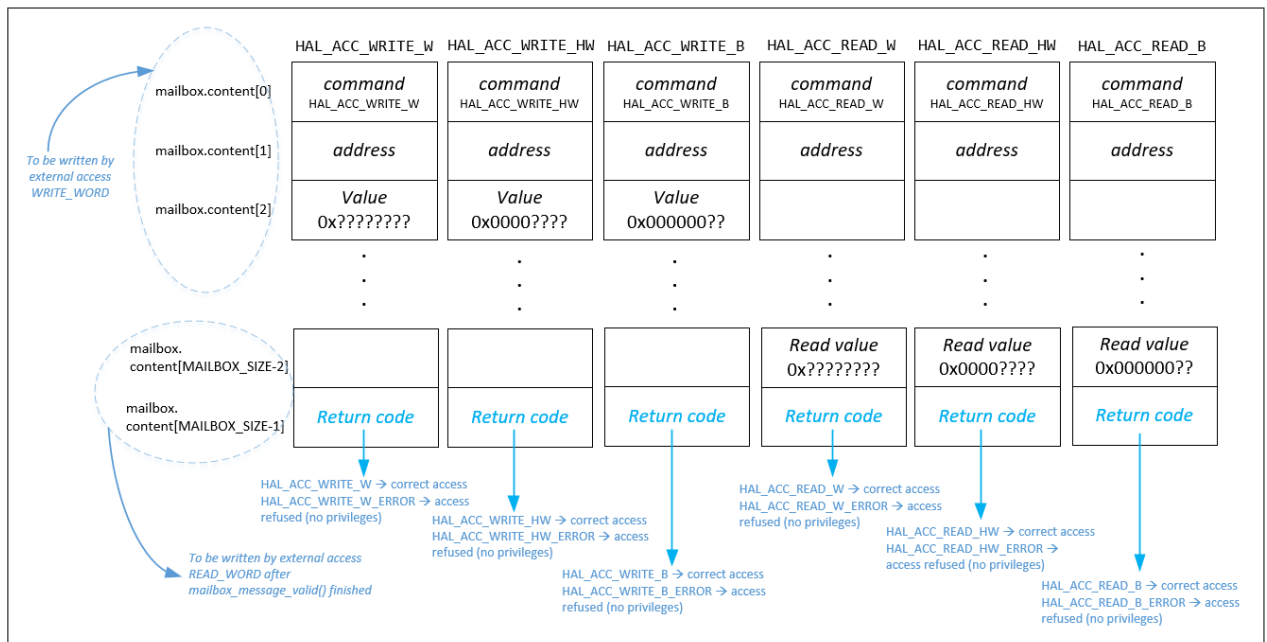 HAL_ACC_WRITE_W HAL_ACC_WRITE_HW HAL_ACC_WRITE_B HAL_ACC_READ_W HAL_ACC_READ_HW HAL_ACC_READ_B
mailbox.content[0]
command command command command command command
HAL_ACC_WRITE_W HAL_ACC_WRITE_HW HAL_ACC_WRITE_B HAL_ACC_READ_W HAL_ACC_READ_HW HAL_ACC_READ_B
mailbox.content[1]
address address address address address address
To be written by
external access
WRITE_WORD
mailbox.content[2]
Value Value Value
0x???????? 0x0000???? 0x000000??
mailbox.
content[MAILBOX_SIZE-2]
Read value Read value Read value
0x???????? 0x0000???? 0x000000??
mailbox.
content[MAILBOX_SIZE-1]
Return code Return code Return code Return code Return code Return code
HAL_ACC_WRITE_W → correct access
HAL_ACC_WRITE_W_ERROR → access
refused (no privileges)
HAL_ACC_WRITE_HW → correct access
HAL_ACC_WRITE_HW_ERROR → access
refused (no privileges)
HAL_ACC_WRITE_B → correct access
HAL_ACC_WRITE_B_ERROR → access
refused (no privileges)
HAL_ACC_READ_W → correct access
HAL_ACC_READ_W_ERROR → access
refused (no privileges)
HAL_ACC_READ_HW → correct access
HAL_ACC_READ_HW_ERROR →
access refused (no privileges)
HAL_ACC_READ_B → correct access
HAL_ACC_READ_B_ERROR → access
refused (no privileges)
To be written by external access
READ_WORD after
mailbox_message_valid() finished